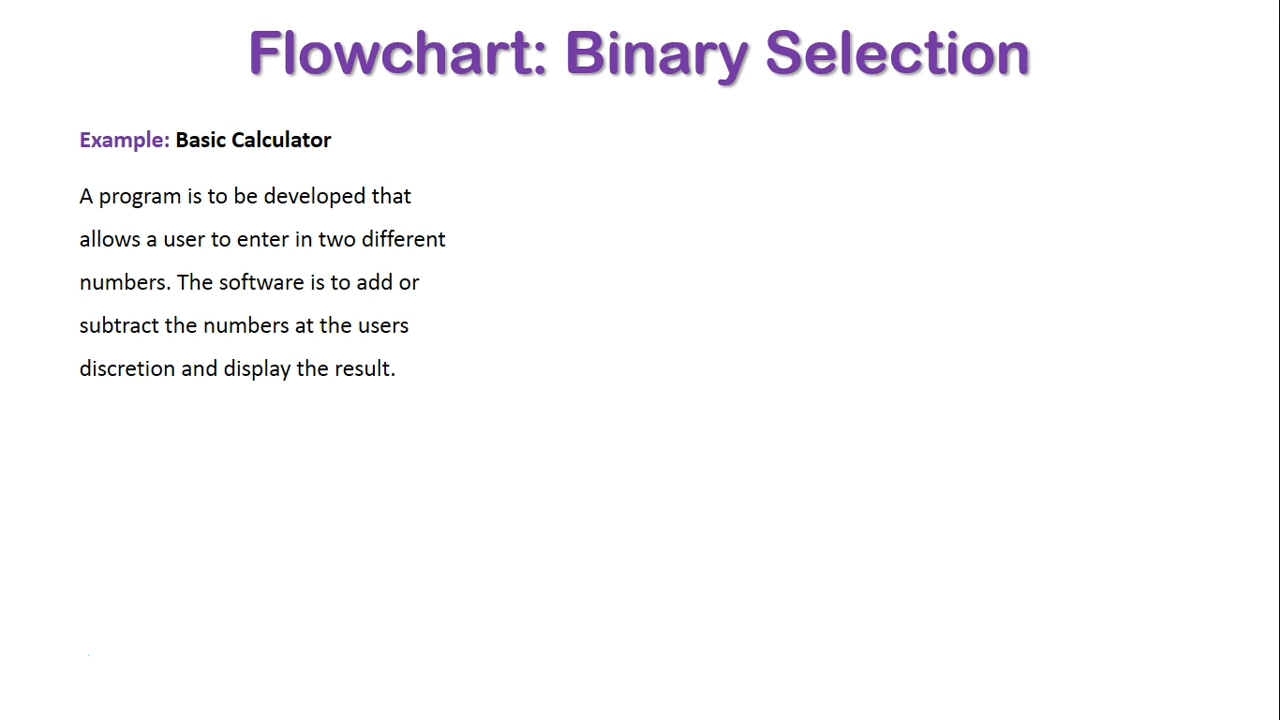 Flowchart: Binary Selection
Example: Basic Calculator
A program is to be developed that
allows a user to enter in two different
numbers. The software is to add or
subtract the numbers at the users
discretion and display the result.